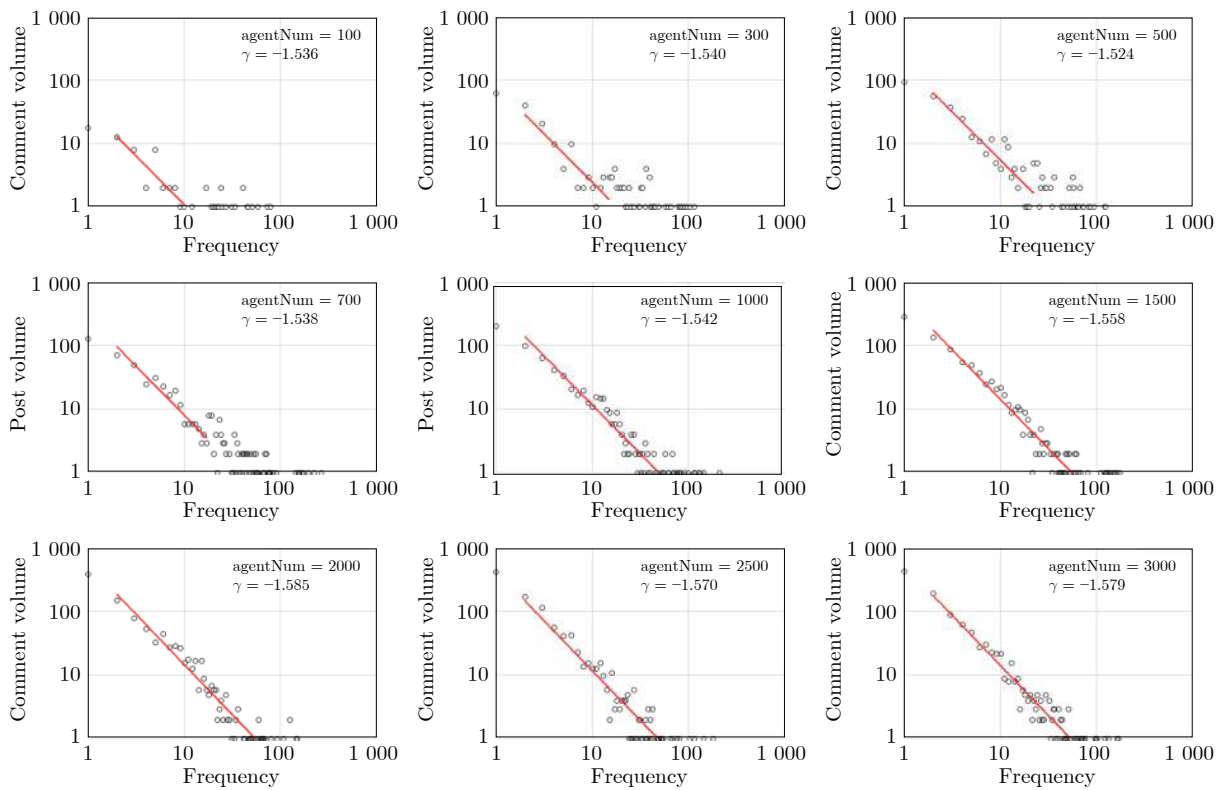 Comment volume
1 000
100
10
1
agentNum = 100
γ = −1.536
1
10
100
1 000
Frequency
Comment volume
1 000
100
10
1
agentNum = 300
γ = −1.540
1
10
100
1 000
Frequency
Comment volume
1 000
100
10
1
agentNum = 500
γ = −1.524
1
10
100
1 000
Frequency
Post volume
1 000
100
10
1
agentNum = 700
γ = −1.538
1
10
100
1 000
Frequency
Post volume
1 000
100
10
1
agentNum = 1000
γ = −1.542
1
10
100
1 000
Frequency
Comment volume
1 000
100
10
1
agentNum = 1500
γ = −1.558
1
10
100
1 000
Frequency
Comment volume
1 000
100
10
1
agentNum = 2000
γ = −1.585
1
10
100
1 000
Frequency
Comment volume
1 000
100
10
1
agentNum = 2500
γ = −1.570
1
10
100
1 000
Frequency
Comment volume
1 000
100
10
1
agentNum = 3000
γ = −1.579
1
10
100
1 000
Frequency